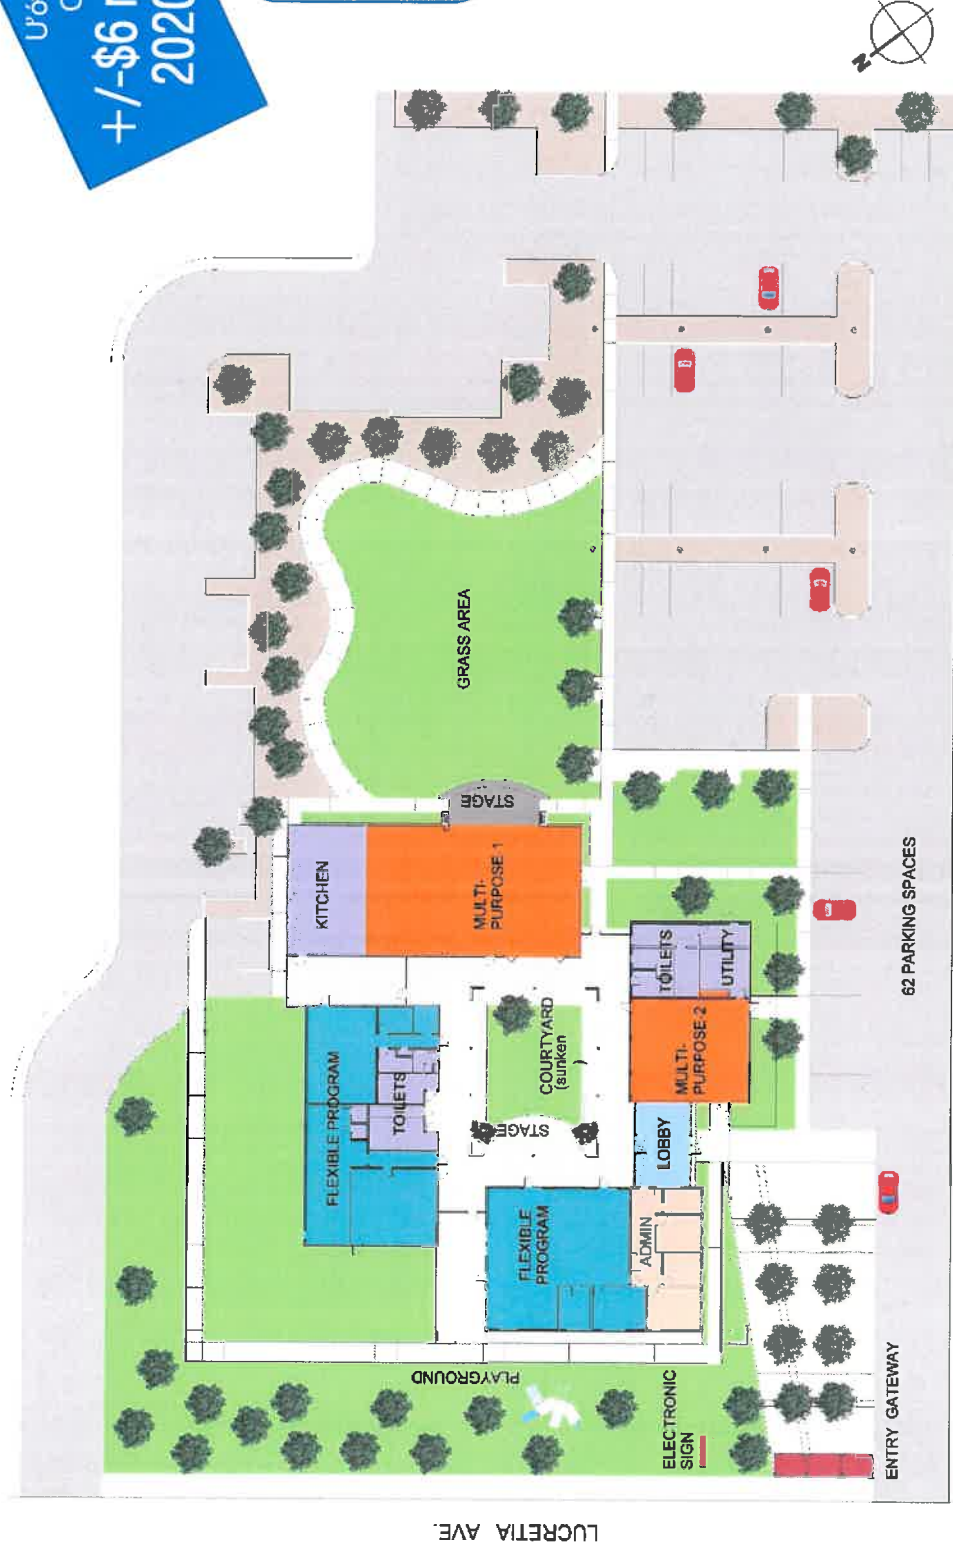 +/-$6
2020
N
GRASS AREA
STAGE
KITCHEN
MULTI-
PURPOSE-1
TOILETS
UTILITY
MULTI-
PURPOSE-2
COURTYARD
(sunken
)
STAGE
FLEXIBLE PROGRAM
TOILETS
LOBBY
FLEXIBLE
PROGRAM
ADMIN
PLAYGROUND
ELECTRONIC
SIGN
ENTRY GATEWAY
62 PARKING SPACES
LUCRETIA AVE.